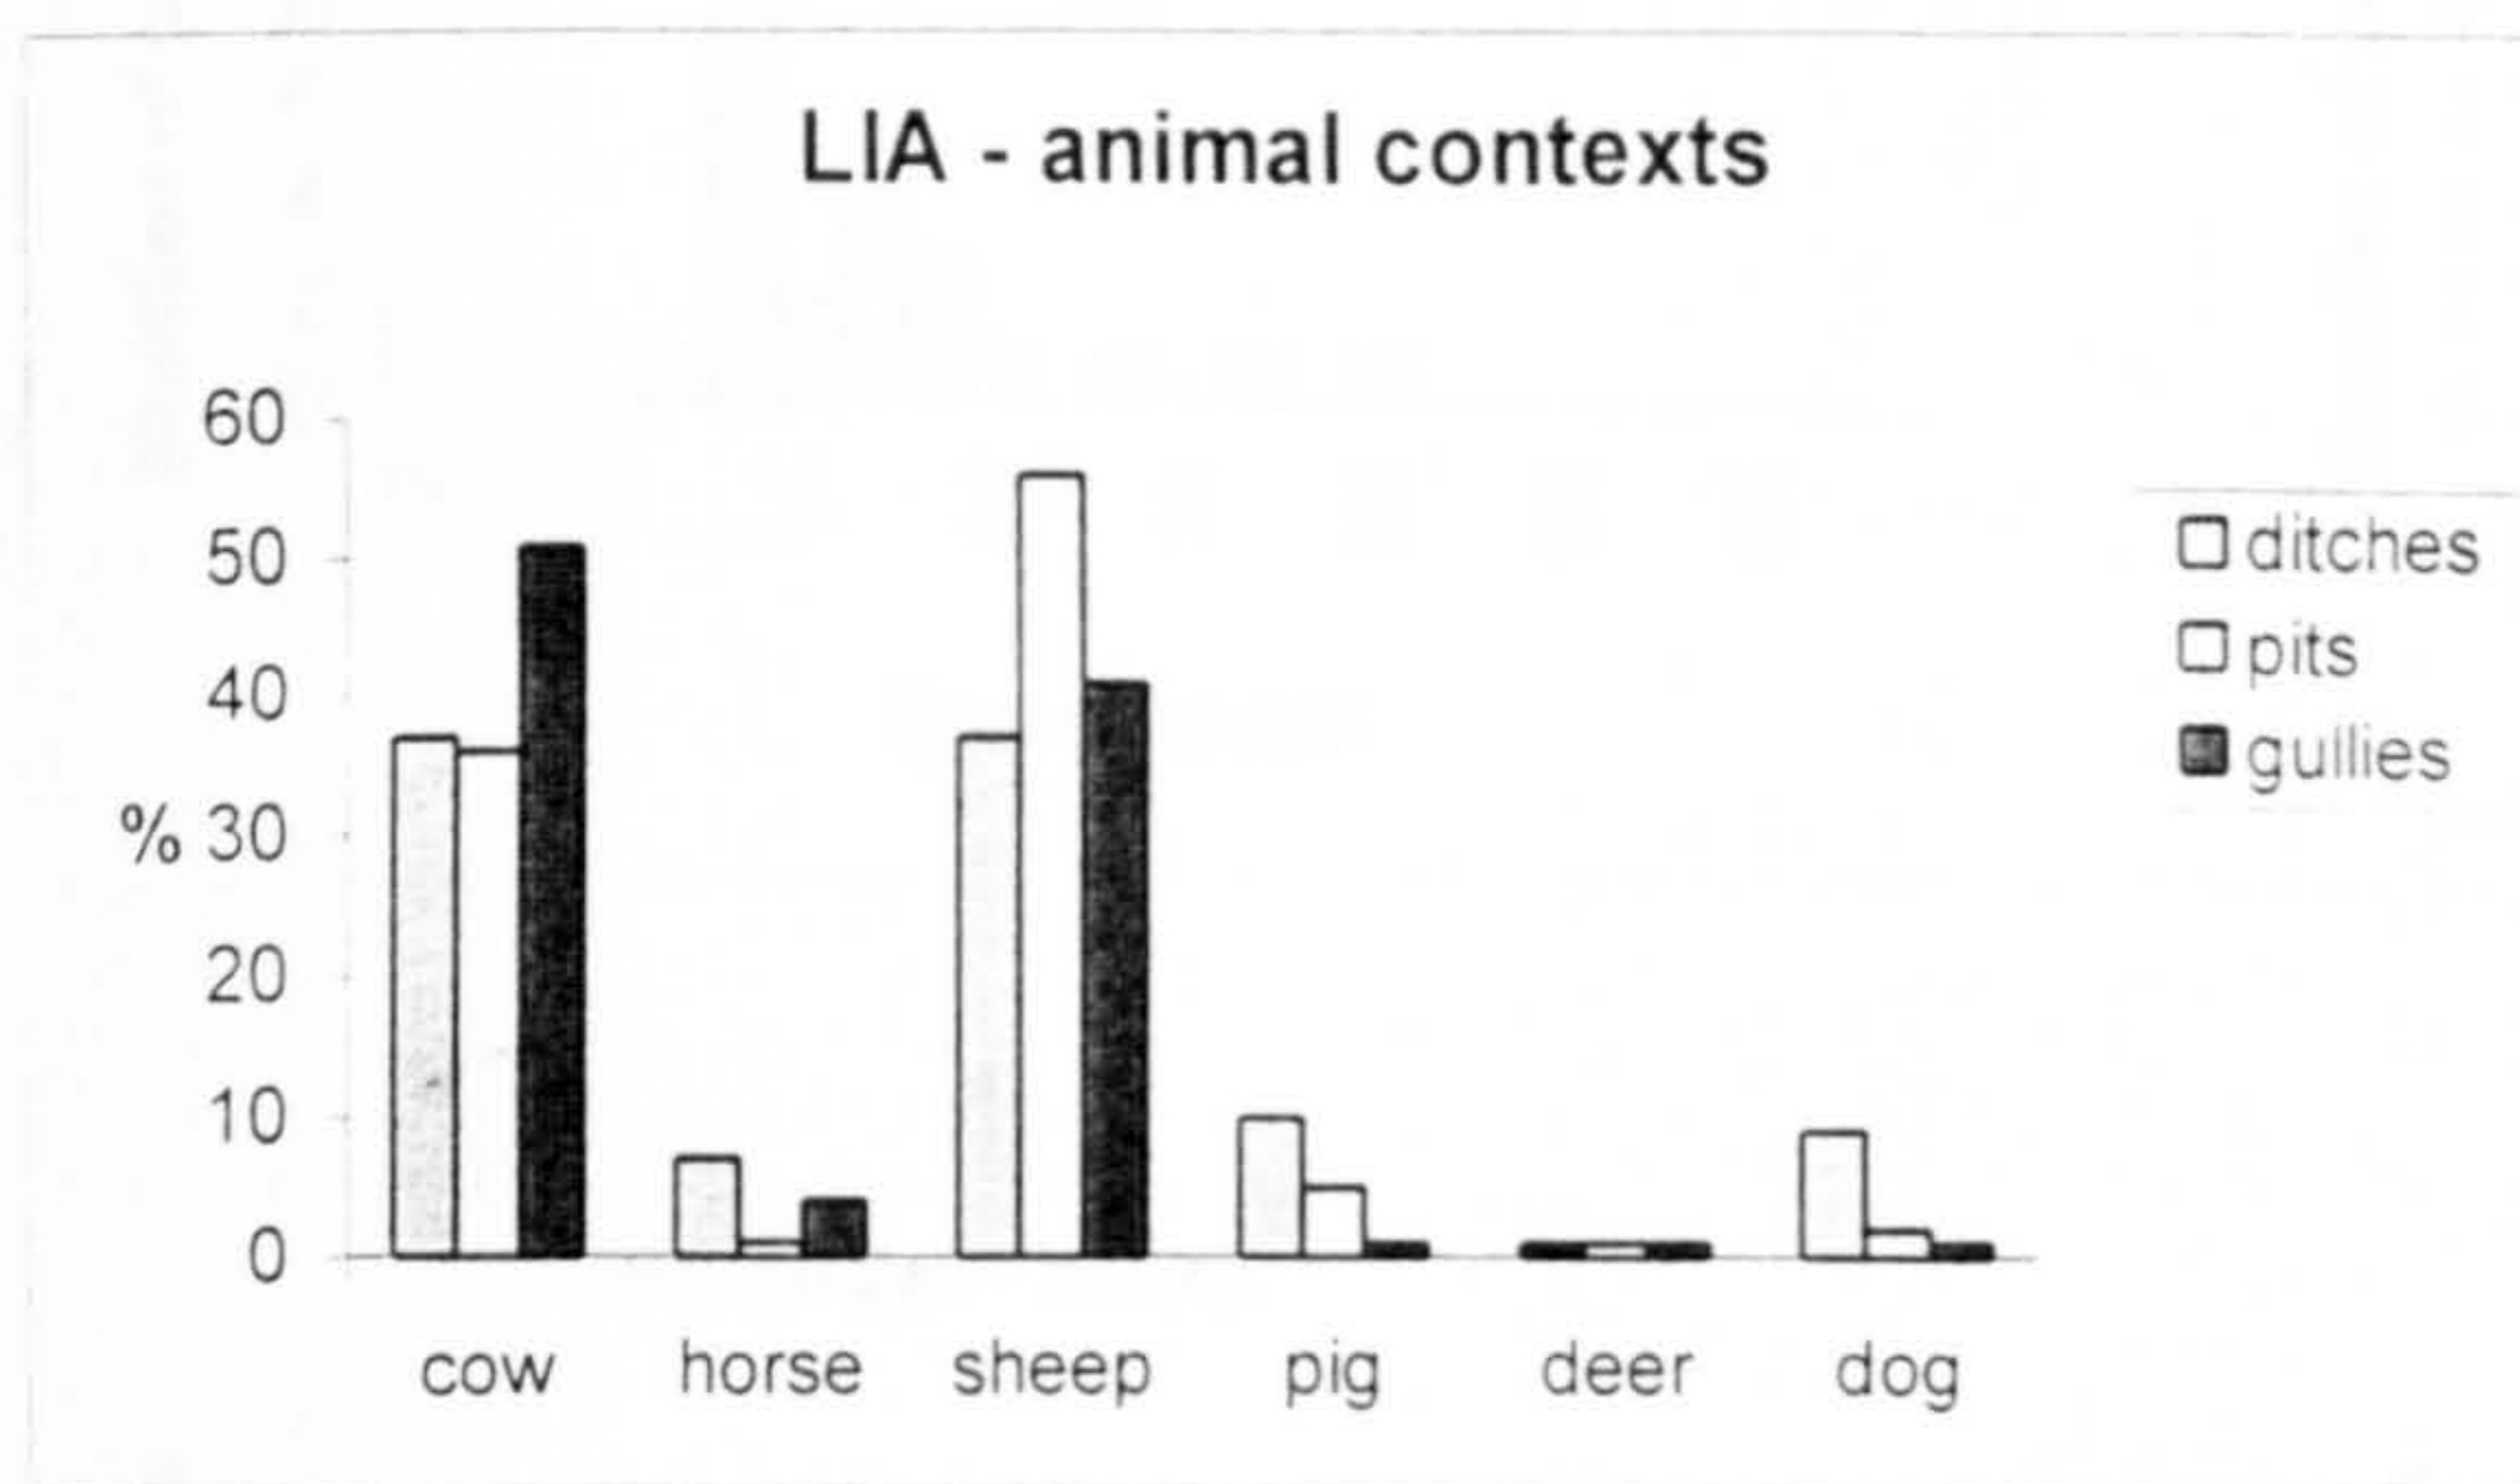 LIA - animal contexts
60
50
40
% 30
20
10
0
cow horse sheep pig deer dog
ditches
pits
gullies